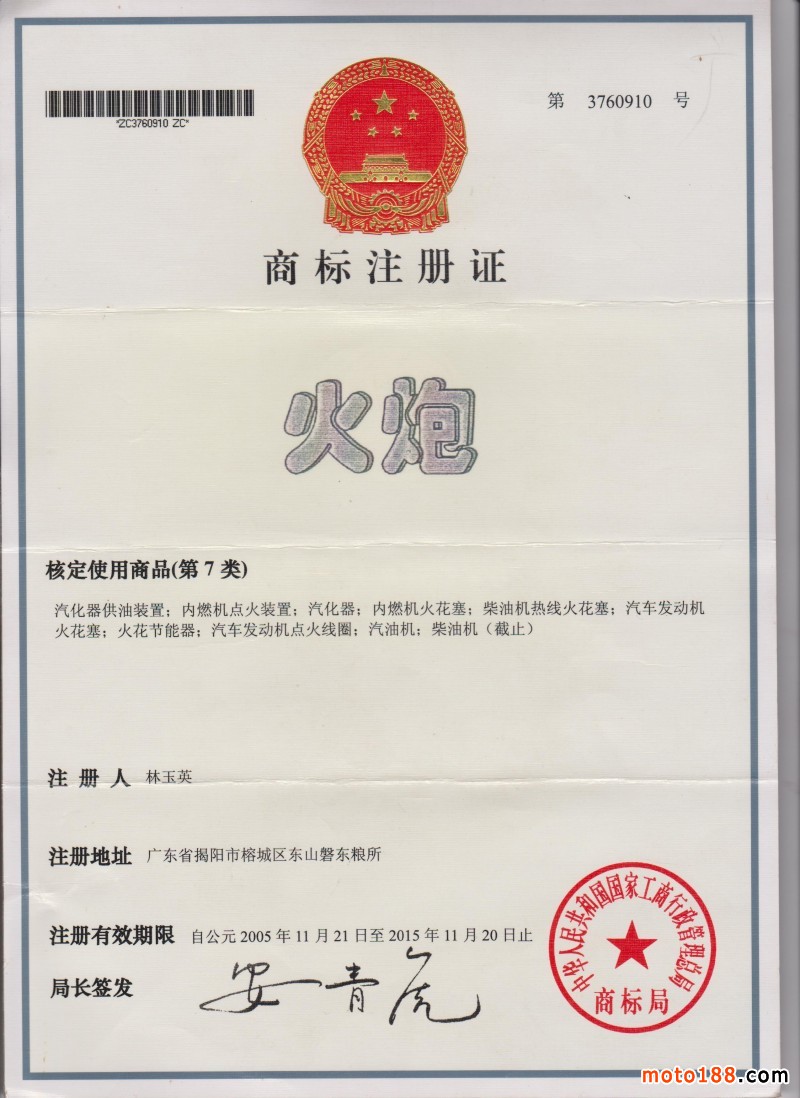 *ZC3760910 ZC*
第 3760910 号
商标注册证
火炮
核定使用商品(第 7 类)
汽化器供油装置；内燃机点火装置；汽化器；内燃机火花塞；柴油机热线火花塞；汽车发动机
火花塞；火花节能器；汽车发动机点火线圈；汽油机；柴油机（截止）
注 册 人 林玉英
注册地址 广东省揭阳市榕城区东山磐东粮所
注册有效期限 自公元 2005 年 11 月 21 日至 2015 年 11 月 20 日止
局长签发 安青虎
中华人民共和国国家工商行政管理总局
商标局
moto188.com